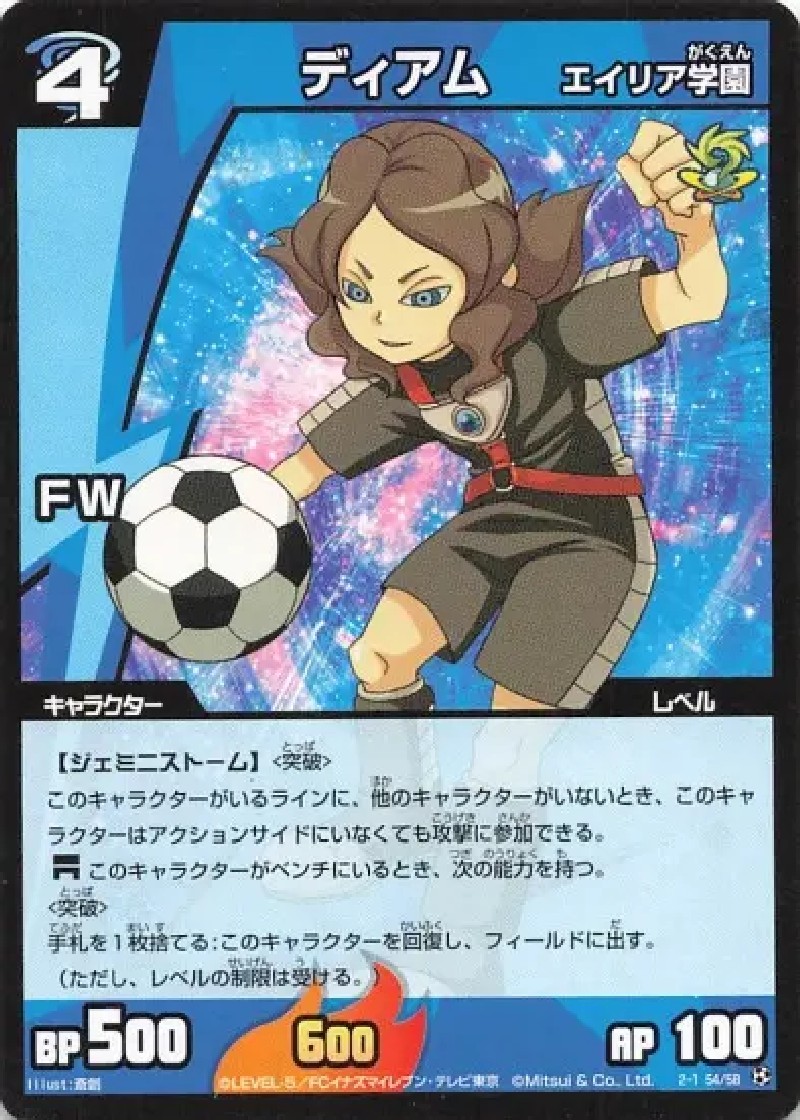 4
ディアム
エイリア学園
がくえん
FW
キャラクター
レベル
【ジェミニストーム】<突破>
とっぱ
このキャラクターがいるラインに、他のキャラクターがいないとき、このキャ
ほか
ラクターはアクションサイドにいなくても攻撃に参加できる。
こうげき さんか
このキャラクターがベンチにいるとき、次の能力を持つ。
つぎ のうりょく も
<突破>
とっぱ
手札を1枚捨てる:このキャラクターを回復し、フィールドに出す。
てふだ まい す かいふく だ
(ただし、レベルの制限は受ける。)
せいげん う
BP 500
600
AP 100
Illust:斎創
©LEVEL-5/FCイナズマイレブン・テレビ東京 ©Mitsui & Co., Ltd. 2-1 54/58